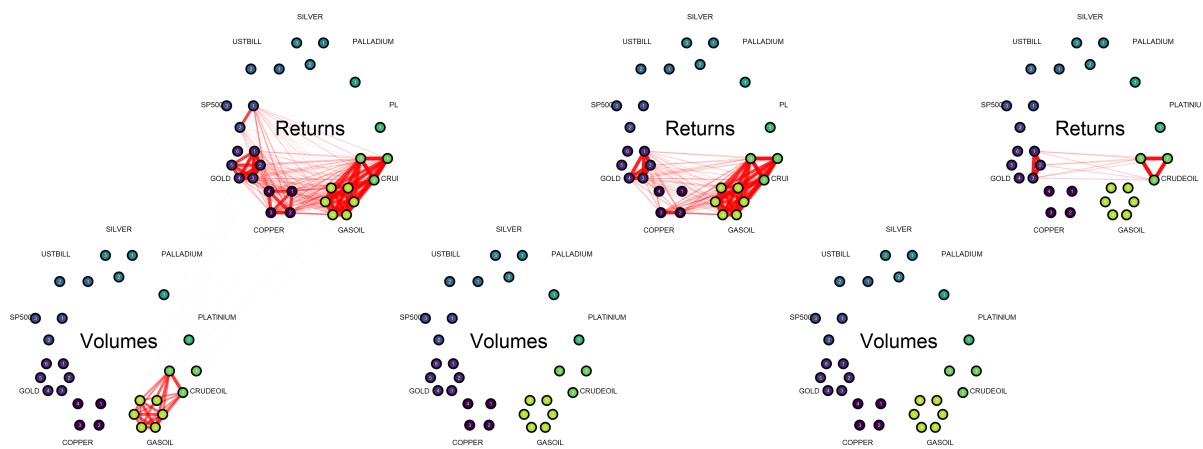 SILVER
USTBILL
PALLADIUM
SP500
PL
Returns
GOLD
CRUI
COPPER
GASOIL
SILVER
USTBILL
PALLADIUM
SP500
PL
Returns
GOLD
CRUI
COPPER
GASOIL
SILVER
USTBILL
PALLADIUM
SP500
PLATINIU
Returns
GOLD
CRUDEOIL
COPPER
GASOIL
SILVER
USTBILL
PALLADIUM
SP500
PLATINIUM
Volumes
GOLD
CRUDEOIL
COPPER
GASOIL
SILVER
USTBILL
PALLADIUM
SP500
PLATINIUM
Volumes
GOLD
CRUDEOIL
COPPER
GASOIL
SILVER
USTBILL
PALLADIUM
SP500
PLATINIUM
Volumes
GOLD
CRUDEOIL
COPPER
GASOIL